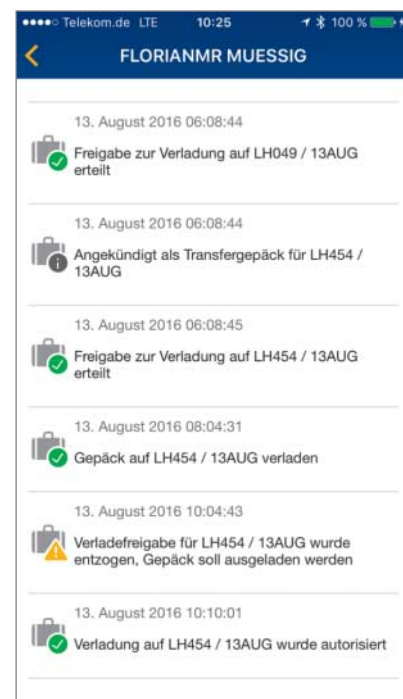 Telekom.de LTE 10:25 100 %
FLORIANMR MUESSIG
13. August 2016 06:08:44
Freigabe zur Verladung auf LH049 / 13AUG
erteilt
13. August 2016 06:08:44
Angekündigt als Transfergepäck für LH454 /
13AUG
13. August 2016 06:08:45
Freigabe zur Verladung auf LH454 / 13AUG
erteilt
13. August 2016 08:04:31
Gepäck auf LH454 / 13AUG verladen
13. August 2016 10:04:43
Verladefreigabe für LH454 / 13AUG wurde
entzogen, Gepäck soll ausgeladen werden
13. August 2016 10:10:01
Verladung auf LH454 / 13AUG wurde autorisiert